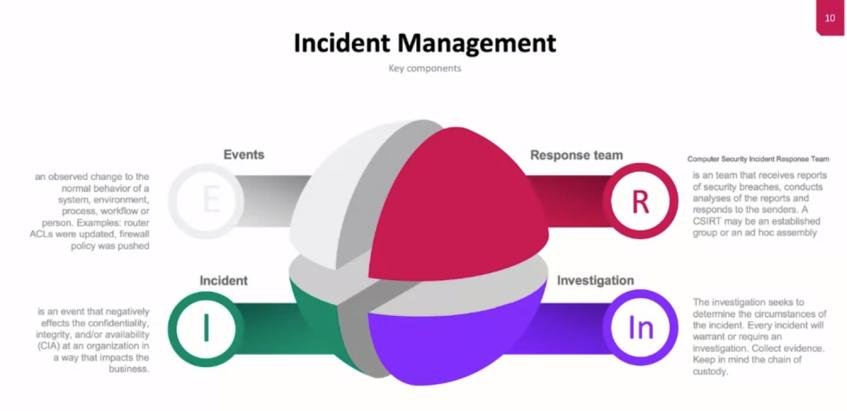 10
Incident Management
Key components
Events
an observed change to the
normal behavior of a
system, environment,
process, workflow or
person. Examples: router
ACLs were updated, firewall
policy was pushed
E
Response team
R
Computer Security Incident Response Team
is an team that receives reports
of security breaches, conducts
analyses of the reports and
responds to the senders. A
CSIRT may be an established
group or an ad hoc assembly
Incident
is an event that negatively
effects the confidentiality,
integrity, and/or availability
(CIA) at an organization in
a way that impacts the
business.
I
Investigation
In
The investigation seeks to
determine the circumstances of
the incident. Every incident will
warrant or require an
investigation. Collect evidence.
Keep in mind the chain of
custody.